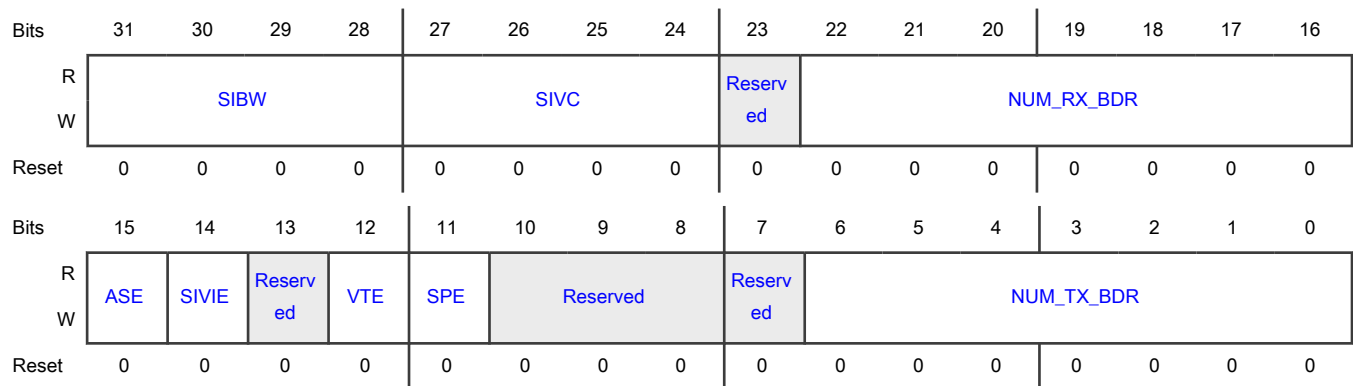 Bits 31 30 29 28 27 26 25 24 23 22 21 20 19 18 17 16
R
W
SIBW SIVC Reserv
ed NUM_RX_BDR
Reset 0 0 0 0 0 0 0 0 0 0 0 0 0 0 0 0
Bits 15 14 13 12 11 10 9 8 7 6 5 4 3 2 1 0
R
W
ASE SIVIE Reserv
ed VTE SPE Reserved Reserv
ed NUM_TX_BDR
Reset 0 0 0 0 0 0 0 0 0 0 0 0 0 0 0 0